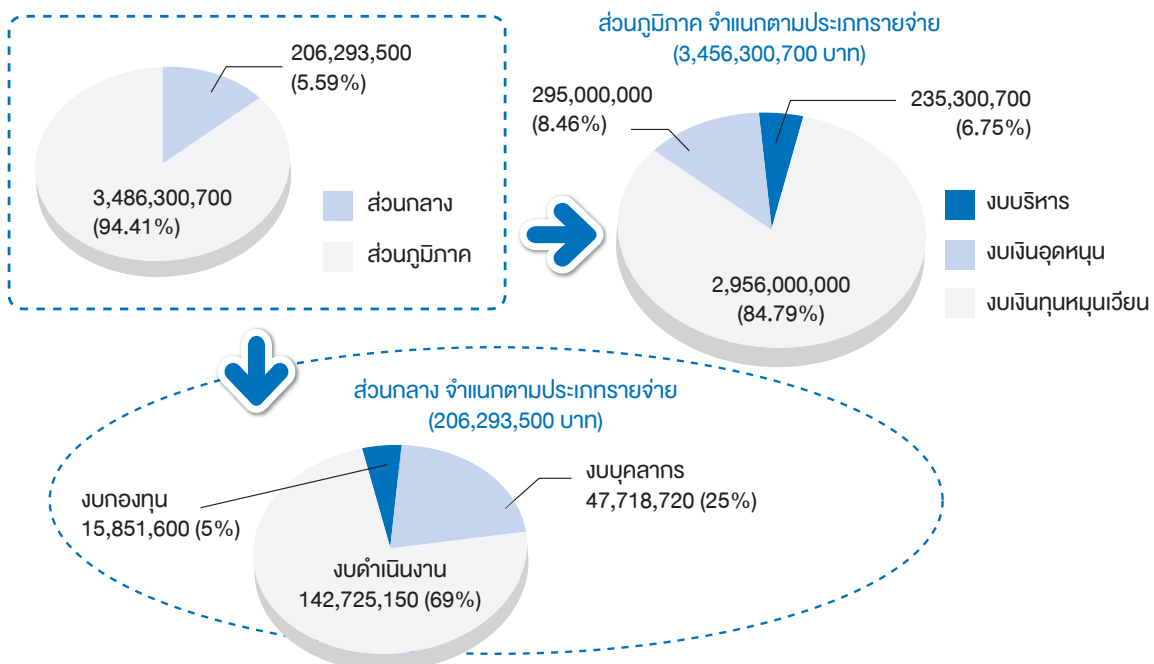 206,293,500
(5.59%)
3,486,300,700
(94.41%)
ส่วนกลาง
ส่วนภูมิภาค
ส่วนภูมิภาค จำแนกตามประเภทรายจ่าย
(3,456,300,700 บาท)
295,000,000
(8.46%)
235,300,700
(6.75%)
2,956,000,000
(84.79%)
งบบริหาร
งบเงินอุดหนุน
งบเงินทุนหมุนเวียน
ส่วนกลาง จำแนกตามประเภทรายจ่าย
(206,293,500 บาท)
งบกองทุน
15,851,600 (5%)
งบบุคลากร
47,718,720 (25%)
งบดำเนินงาน
142,725,150 (69%)